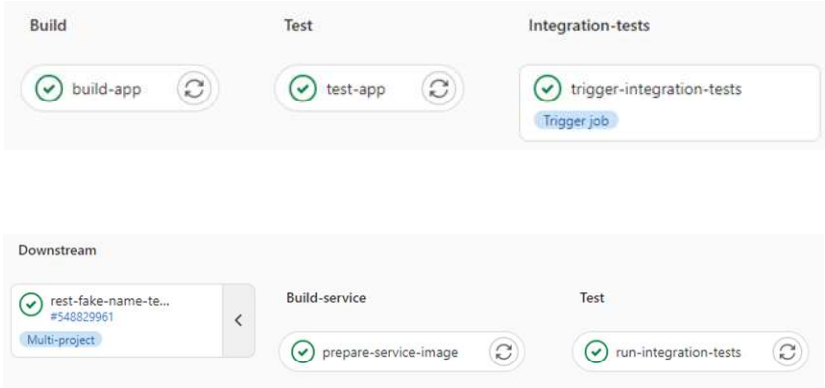 Build Test Integration-tests
build-app test-app trigger-integration-tests
Trigger job
Downstream
rest-fake-name-te...
#548829961
Multi-project
Build-service Test
prepare-service-image run-integration-tests